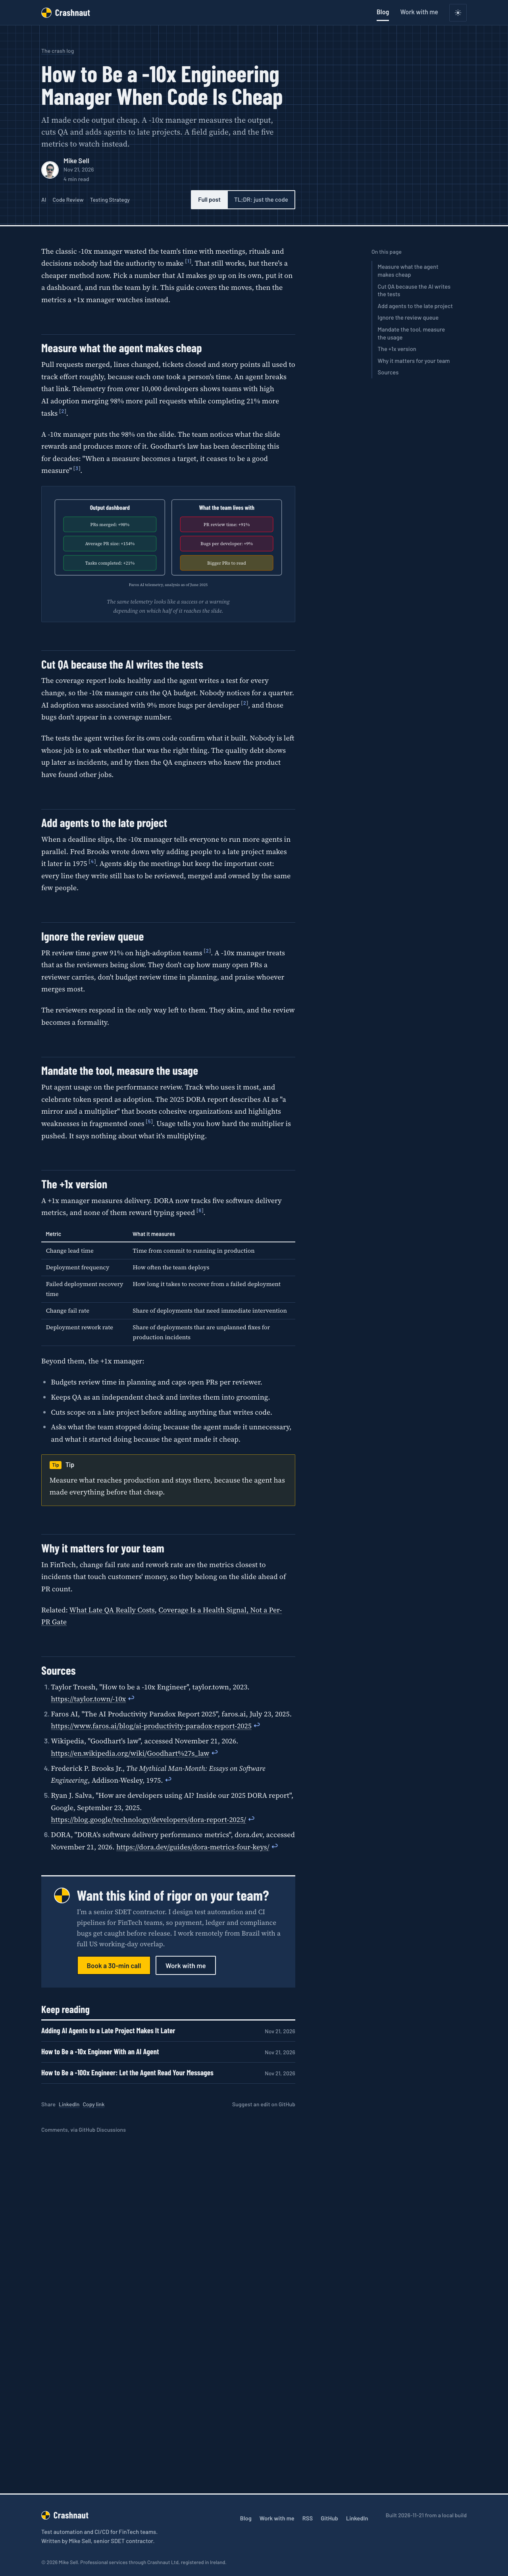 Crashnaut
Blog
Work with me
The crash log
How to Be a -10x Engineering
Manager When Code Is Cheap
AI made code output cheap. A -10x manager measures the output,
cuts QA and adds agents to late projects. A field guide, and the five
metrics to watch instead.
Mike Sell
Nov 21, 2026
4 min read
AI
Code Review
Testing Strategy
Full post
TL;DR: just the code
The classic -10x manager wasted the team's time with meetings, rituals and
decisions nobody had the authority to make [1]. That still works, but there's a
cheaper method now. Pick a number that AI makes go up on its own, put it on
a dashboard, and run the team by it. This guide covers the moves, then the
metrics a +1x manager watches instead.
On this page
Measure what the agent
makes cheap
Cut QA because the AI writes
the tests
Add agents to the late project
Ignore the review queue
Mandate the tool, measure
the usage
The +1x version
Why it matters for your team
Sources
Measure what the agent makes cheap
Pull requests merged, lines changed, tickets closed and story points all used to
track effort roughly, because each one took a person's time. An agent breaks
that link. Telemetry from over 10,000 developers shows teams with high
AI adoption merging 98% more pull requests while completing 21% more
tasks [2].
A -10x manager puts the 98% on the slide. The team notices what the slide
rewards and produces more of it. Goodhart's law has been describing this
for decades: "When a measure becomes a target, it ceases to be a good
measure" [3].
Output dashboard
PRs merged: +98%
Average PR size: +154%
Tasks completed: +21%
What the team lives with
PR review time: +91%
Bugs per developer: +9%
Bigger PRs to read
Faros AI telemetry, analysis as of June 2025
The same telemetry looks like a success or a warning
depending on which half of it reaches the slide.
Cut QA because the AI writes the tests
The coverage report looks healthy and the agent writes a test for every
change, so the -10x manager cuts the QA budget. Nobody notices for a quarter.
AI adoption was associated with 9% more bugs per developer [2], and those
bugs don't appear in a coverage number.
The tests the agent writes for its own code confirm what it built. Nobody is left
whose job is to ask whether that was the right thing. The quality debt shows
up later as incidents, and by then the QA engineers who knew the product
have found other jobs.
Add agents to the late project
When a deadline slips, the -10x manager tells everyone to run more agents in
parallel. Fred Brooks wrote down why adding people to a late project makes
it later in 1975 [4]. Agents skip the meetings but keep the important cost:
every line they write still has to be reviewed, merged and owned by the same
few people.
Ignore the review queue
PR review time grew 91% on high-adoption teams [2]. A -10x manager treats
that as the reviewers being slow. They don't cap how many open PRs a
reviewer carries, don't budget review time in planning, and praise whoever
merges most.
The reviewers respond in the only way left to them. They skim, and the review
becomes a formality.
Mandate the tool, measure the usage
Put agent usage on the performance review. Track who uses it most, and
celebrate token spend as adoption. The 2025 DORA report describes AI as "a
mirror and a multiplier" that boosts cohesive organizations and highlights
weaknesses in fragmented ones [5]. Usage tells you how hard the multiplier is
pushed. It says nothing about what it's multiplying.
The +1x version
A +1x manager measures delivery. DORA now tracks five software delivery
metrics, and none of them reward typing speed [6].
Metric
What it measures
Change lead time
Time from commit to running in production
Deployment frequency
How often the team deploys
Failed deployment recovery
time
How long it takes to recover from a failed deployment
Change fail rate
Share of deployments that need immediate intervention
Deployment rework rate
Share of deployments that are unplanned fixes for
production incidents
Beyond them, the +1x manager:
Budgets review time in planning and caps open PRs per reviewer.
Keeps QA as an independent check and invites them into grooming.
Cuts scope on a late project before adding anything that writes code.
Asks what the team stopped doing because the agent made it unnecessary,
and what it started doing because the agent made it cheap.
Tip
Tip
Measure what reaches production and stays there, because the agent has
made everything before that cheap.
Why it matters for your team
In FinTech, change fail rate and rework rate are the metrics closest to
incidents that touch customers' money, so they belong on the slide ahead of
PR count.
Related: What Late QA Really Costs, Coverage Is a Health Signal, Not a Per-
PR Gate
Sources
1. Taylor Troesh, "How to be a -10x Engineer", taylor.town, 2023.
https://taylor.town/-10x ↩
2. Faros AI, "The AI Productivity Paradox Report 2025", faros.ai, July 23, 2025.
https://www.faros.ai/blog/ai-productivity-paradox-report-2025 ↩
3. Wikipedia, "Goodhart's law", accessed November 21, 2026.
https://en.wikipedia.org/wiki/Goodhart%27s_law ↩
4. Frederick P. Brooks Jr., The Mythical Man-Month: Essays on Software
Engineering, Addison-Wesley, 1975. ↩
5. Ryan J. Salva, "How are developers using AI? Inside our 2025 DORA report",
Google, September 23, 2025.
https://blog.google/technology/developers/dora-report-2025/ ↩
6. DORA, "DORA's software delivery performance metrics", dora.dev, accessed
November 21, 2026. https://dora.dev/guides/dora-metrics-four-keys/ ↩
Want this kind of rigor on your team?
I'm a senior SDET contractor. I design test automation and CI
pipelines for FinTech teams, so payment, ledger and compliance
bugs get caught before release. I work remotely from Brazil with a
full US working-day overlap.
Book a 30-min call
Work with me
Keep reading
Adding AI Agents to a Late Project Makes It Later
Nov 21, 2026
How to Be a -10x Engineer With an AI Agent
Nov 21, 2026
How to Be a -100x Engineer: Let the Agent Read Your Messages
Nov 21, 2026
Share
LinkedIn
Copy link
Suggest an edit on GitHub
Comments, via GitHub Discussions
Crashnaut
Test automation and CI/CD for FinTech teams.
Written by Mike Sell, senior SDET contractor.
Blog
Work with me
RSS
GitHub
LinkedIn
Built 2026-11-21 from a local build
© 2026 Mike Sell. Professional services through Crashnaut Ltd, registered in Ireland.